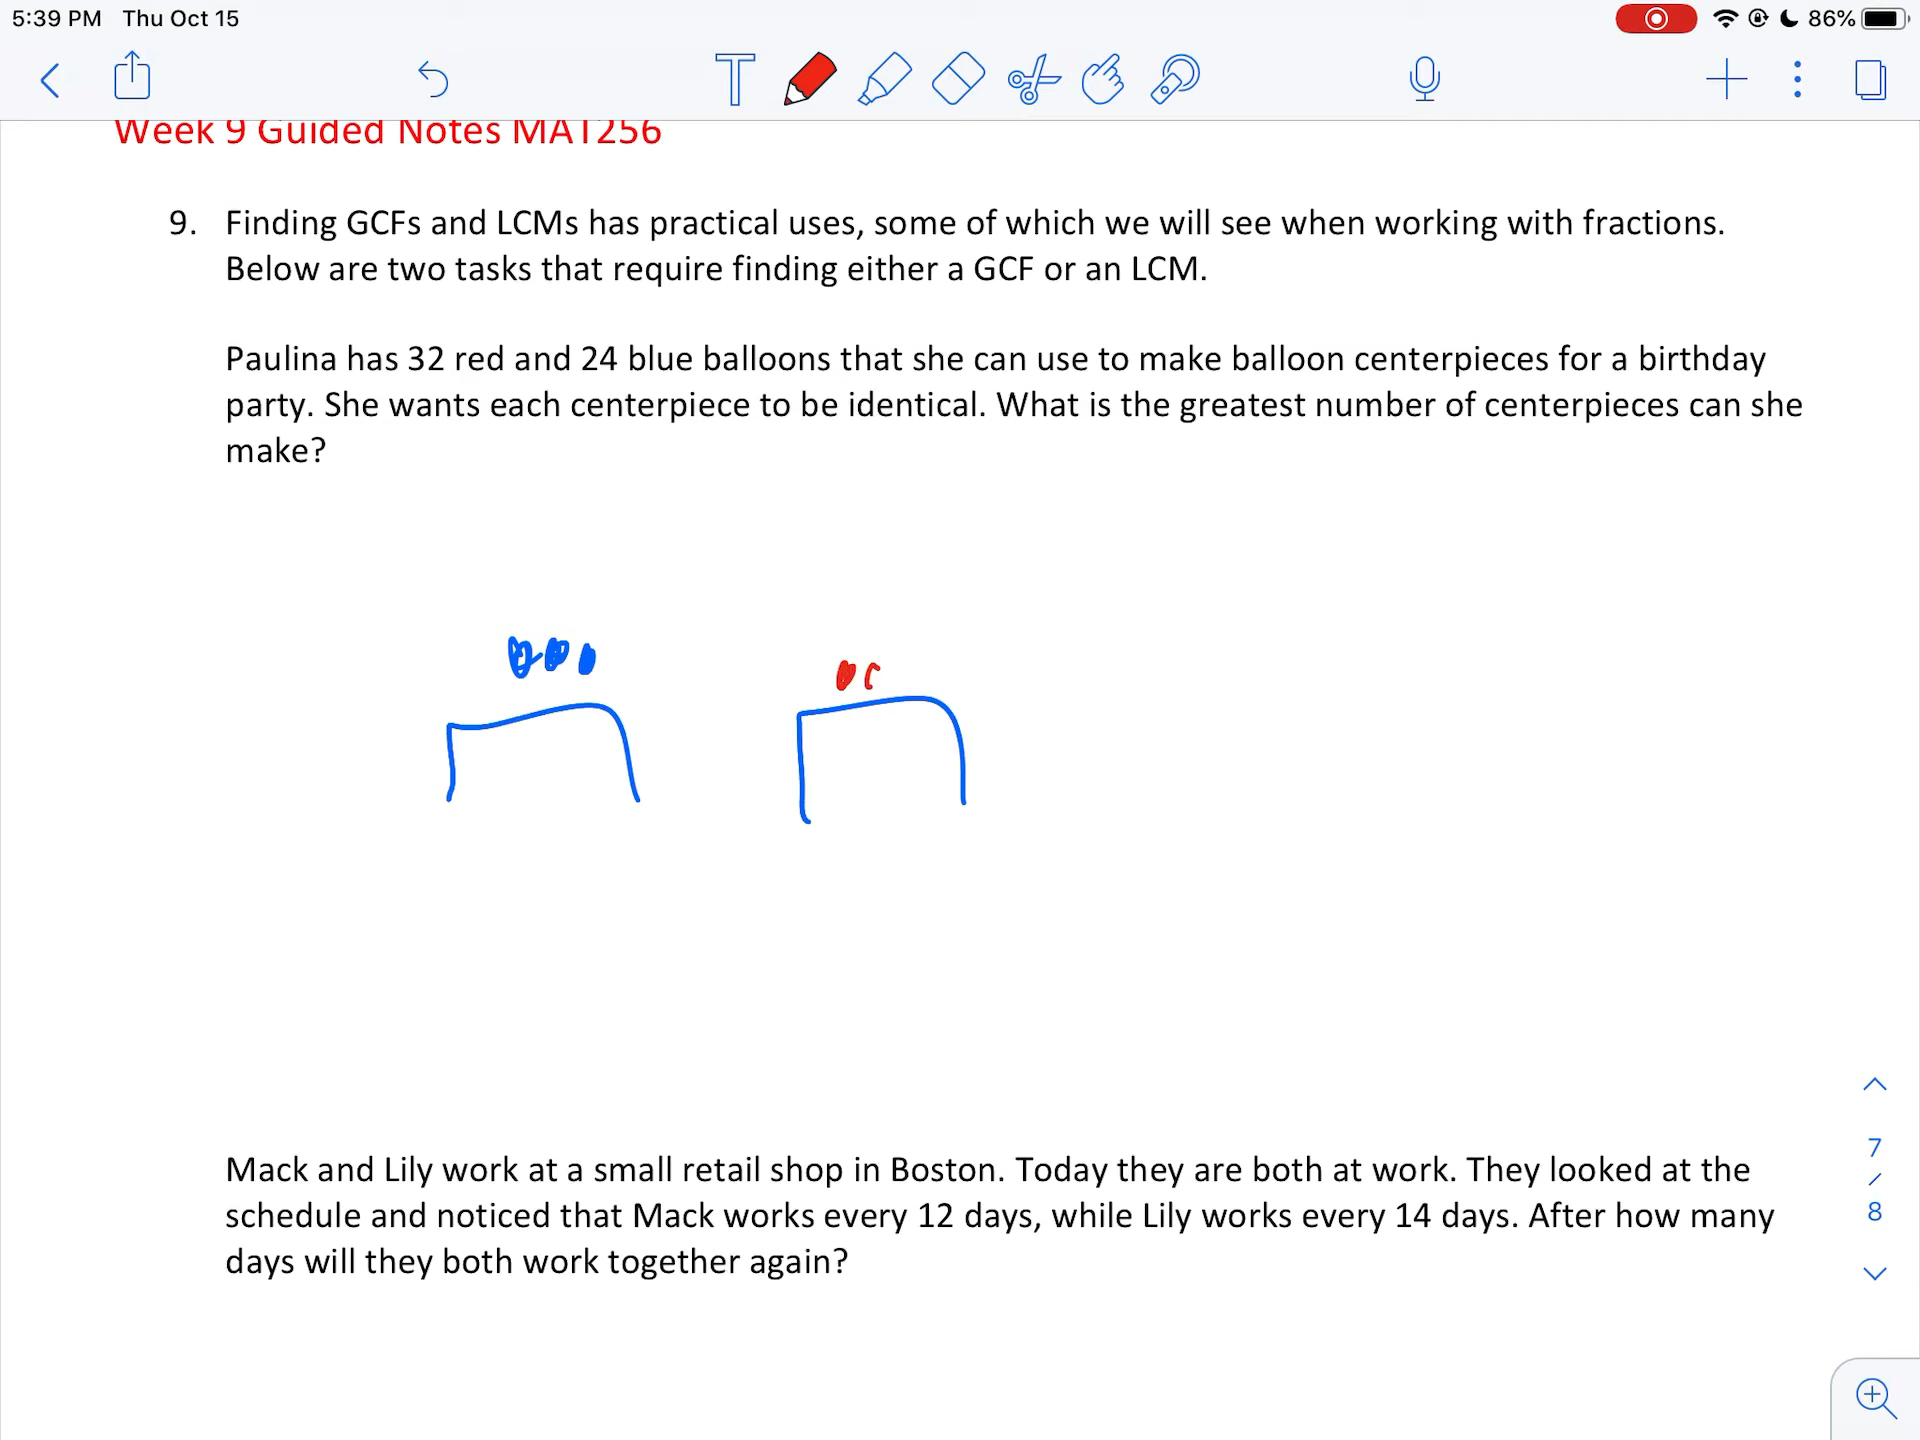 5:39 PM Thu Oct 15 86%
Week 9 Guided Notes MAT256
9. Finding GCFs and LCMs has practical uses, some of which we will see when working with fractions.
Below are two tasks that require finding either a GCF or an LCM.
Paulina has 32 red and 24 blue balloons that she can use to make balloon centerpieces for a birthday
party. She wants each centerpiece to be identical. What is the greatest number of centerpieces can she
make?
Mack and Lily work at a small retail shop in Boston. Today they are both at work. They looked at the
schedule and noticed that Mack works every 12 days, while Lily works every 14 days. After how many
days will they both work together again?
7
/
8